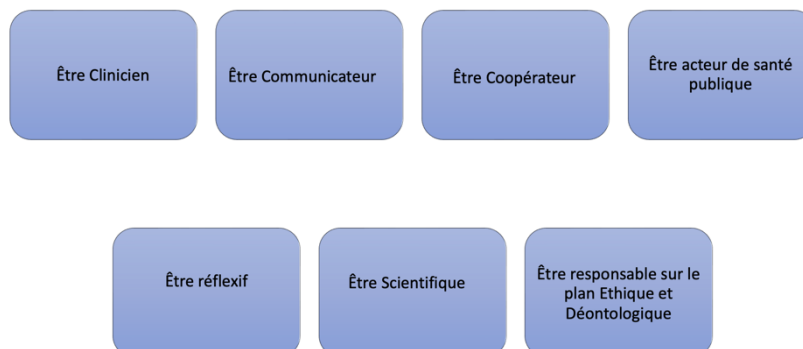 Être Clinicien
Être Communicateur
Être Coopérateur
Être acteur de santé
publique
Être réflexif
Être Scientifique
Être responsable sur le
plan Ethique et
Déontologique